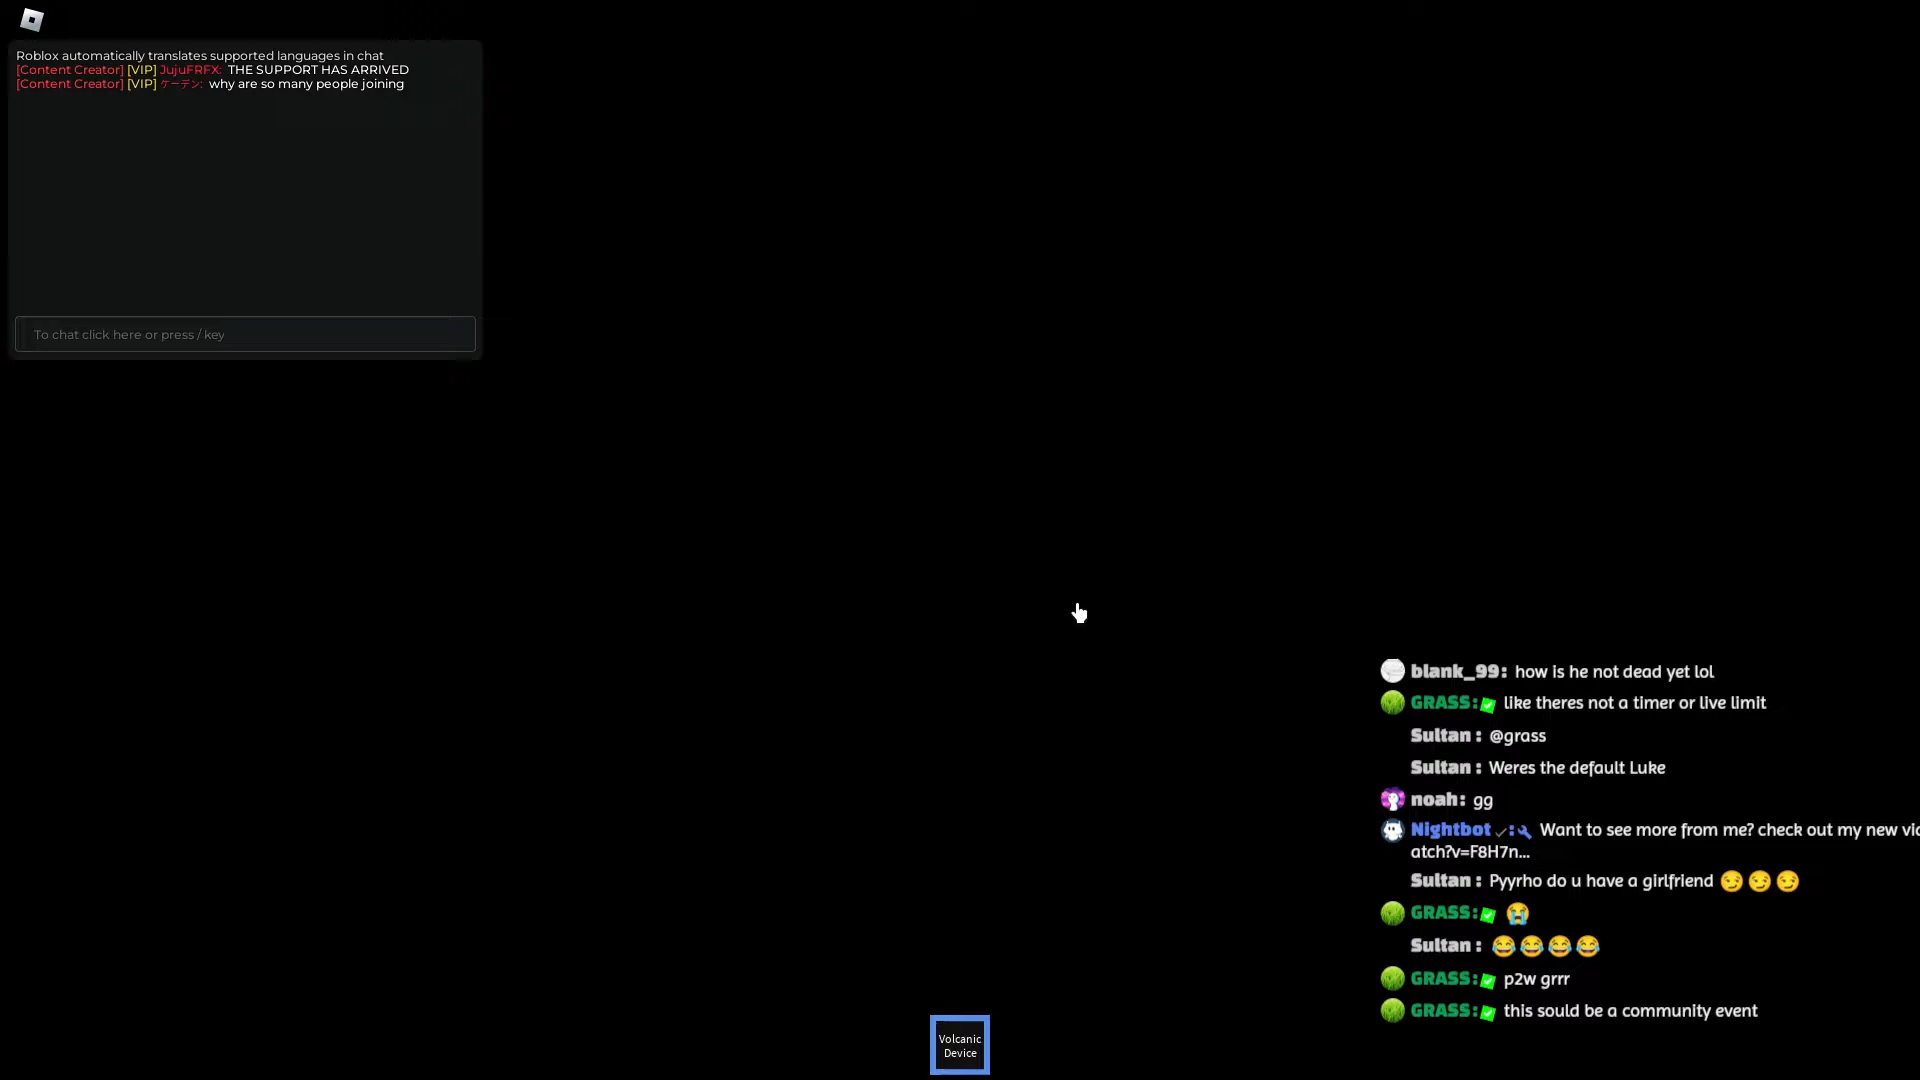 Roblox automatically translates supported languages in chat
[Content Creator] [VIP] JujuFRFX: THE SUPPORT HAS ARRIVED
[Content Creator] [VIP] ケーデン: why are so many people joining
To chat click here or press / key
blank_99: how is he not dead yet lol
GRASS: like theres not a timer or live limit
Sultan : @grass
Sultan : Weres the default Luke
noah: gg
Nightbot : Want to see more from me? check out my new vic
atch?v=F8H7n...
Sultan : Pyyrho do u have a girlfriend 😏😏😏
GRASS: 😭
Sultan : 😂😂😂😂
GRASS: p2w grrr
GRASS: this sould be a community event
Volcanic
Device